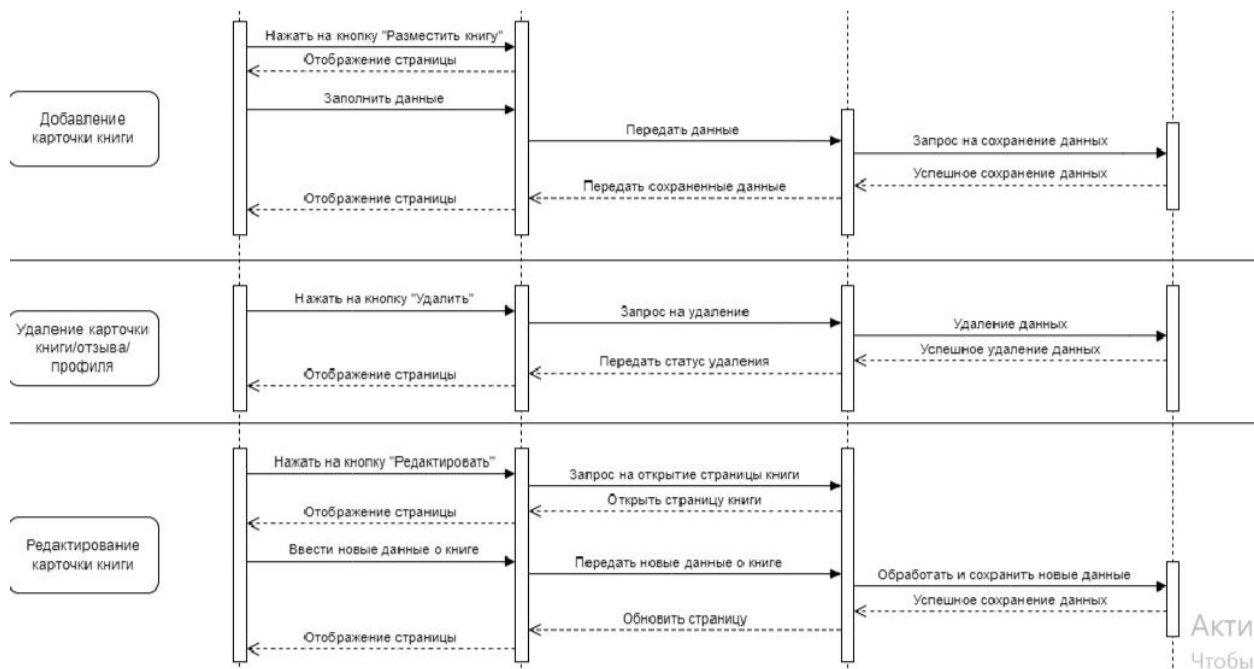 Нажать на кнопку "Разместить книгу"
Отображение страницы
Заполнить данные
Добавление
карточки книги
Передать данные
Запрос на сохранение данных
Успешное сохранение данных
Передать сохраненные данные
Отображение страницы
Нажать на кнопку "Удалить"
Запрос на удаление
Удаление карточки
книги/отзыва/
профиля
Удаление данных
Успешное удаление данных
Передать статус удаления
Отображение страницы
Нажать на кнопку "Редактировать"
Запрос на открытие страницы книги
Открыть страницу книги
Отображение страницы
Редактирование
карточки книги
Ввести новые данные о книге
Передать новые данные о книге
Обработать и сохранить новые данные
Успешное сохранение данных
Обновить страницу
Отображение страницы
Акти
Чтобы